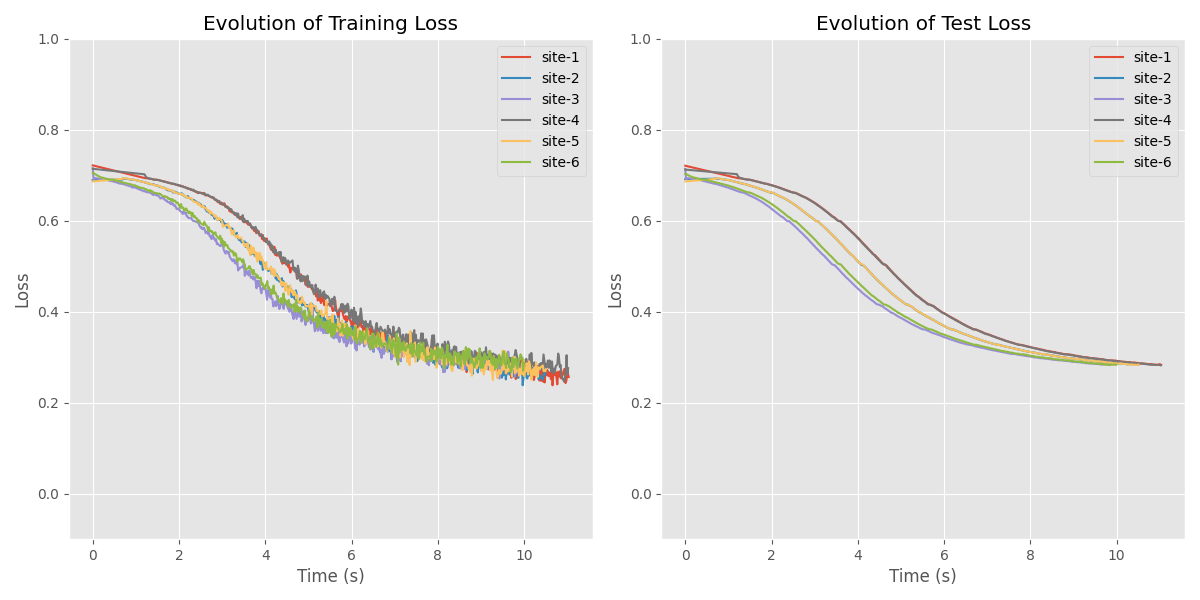 Evolution of Training Loss
1.0
0.8
0.6
0.4
0.2
0.0
Loss
0
2
4
6
8
10
Time (s)
site-1
site-2
site-3
site-4
site-5
site-6
Evolution of Test Loss
1.0
0.8
0.6
0.4
0.2
0.0
Loss
0
2
4
6
8
10
Time (s)
site-1
site-2
site-3
site-4
site-5
site-6